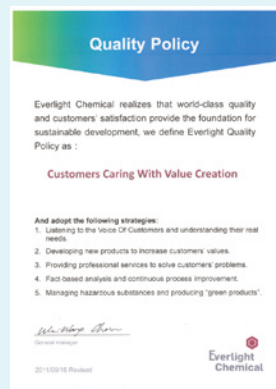 Quality Policy
Everlight Chemical realizes that world-class quality
and customers' satisfaction provide the foundation for
sustainable development, we define Everlight Quality
Policy as :
Customers Caring With Value Creation
And adopt the following strategies:
1. Listening to the Voice Of Customers and understanding their real
needs.
2. Developing new products to increase customers' values.
3. Providing professional services to solve customers' problems.
4. Fact-based analysis and continuous process improvement.
5. Managing hazardous substances and producing "green products".
General manager
2011/09/16 Revised
Everlight
Chemical